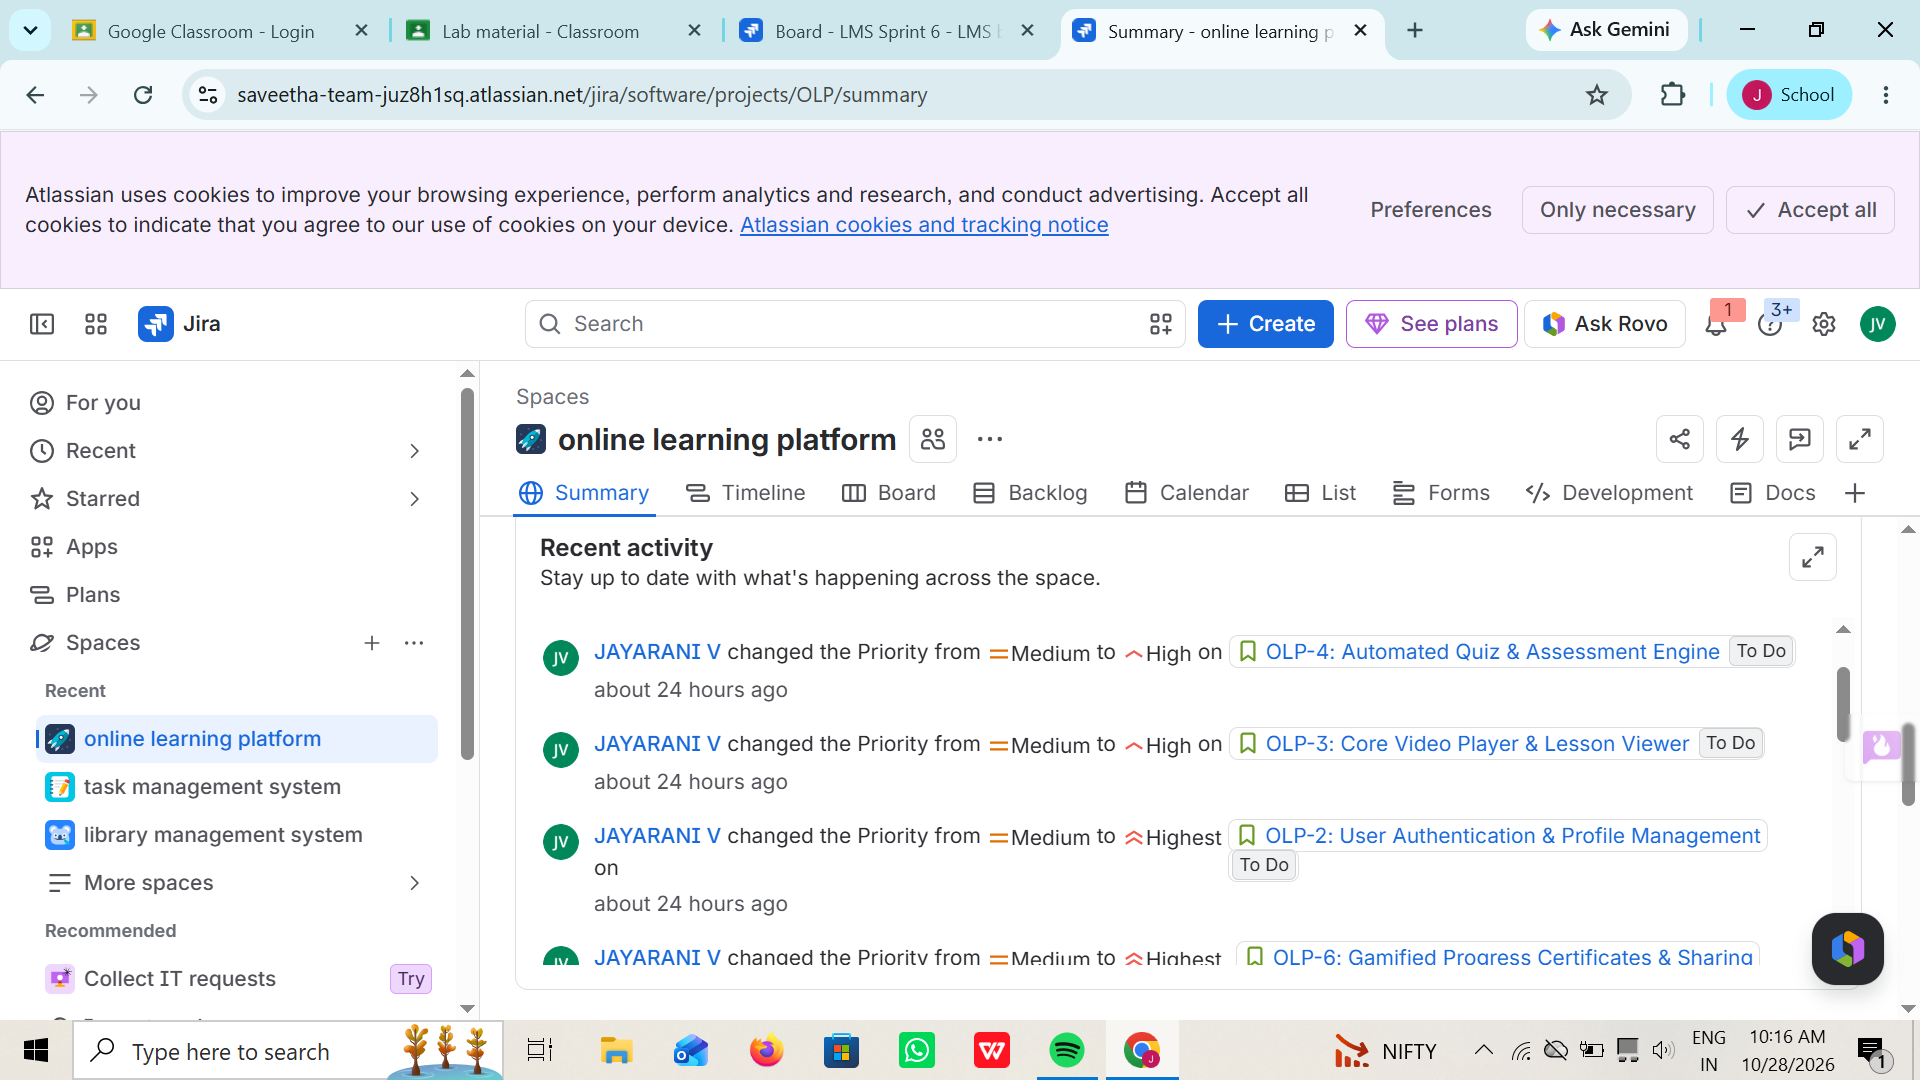 Google Classroom - Login
Lab material - Classroom
Board - LMS Sprint 6 - LMS
Summary - online learning p
Ask Gemini
saveetha-team-juz8h1sq.atlassian.net/jira/software/projects/OLP/summary
J School
Atlassian uses cookies to improve your browsing experience, perform analytics and research, and conduct advertising. Accept all
cookies to indicate that you agree to our use of cookies on your device. Atlassian cookies and tracking notice
Preferences
Only necessary
Accept all
Jira
Search
Create
See plans
Ask Rovo
1
3+
JV
For you
Recent
Starred
Apps
Plans
Spaces
Recent
online learning platform
task management system
library management system
More spaces
Recommended
Collect IT requests
Try
Spaces
online learning platform
Summary
Timeline
Board
Backlog
Calendar
List
Forms
Development
Docs
Recent activity
Stay up to date with what's happening across the space.
JV JAYARANI V changed the Priority from Medium to High on OLP-4: Automated Quiz & Assessment Engine To Do
about 24 hours ago
JV JAYARANI V changed the Priority from Medium to High on OLP-3: Core Video Player & Lesson Viewer To Do
about 24 hours ago
JV JAYARANI V changed the Priority from Medium to Highest OLP-2: User Authentication & Profile Management
on To Do
about 24 hours ago
JV JAYARANI V changed the Priority from Medium to Highest OLP-6: Gamified Progress Certificates & Sharing
Type here to search
NIFTY
ENG
IN
10:16 AM
10/28/2026
1